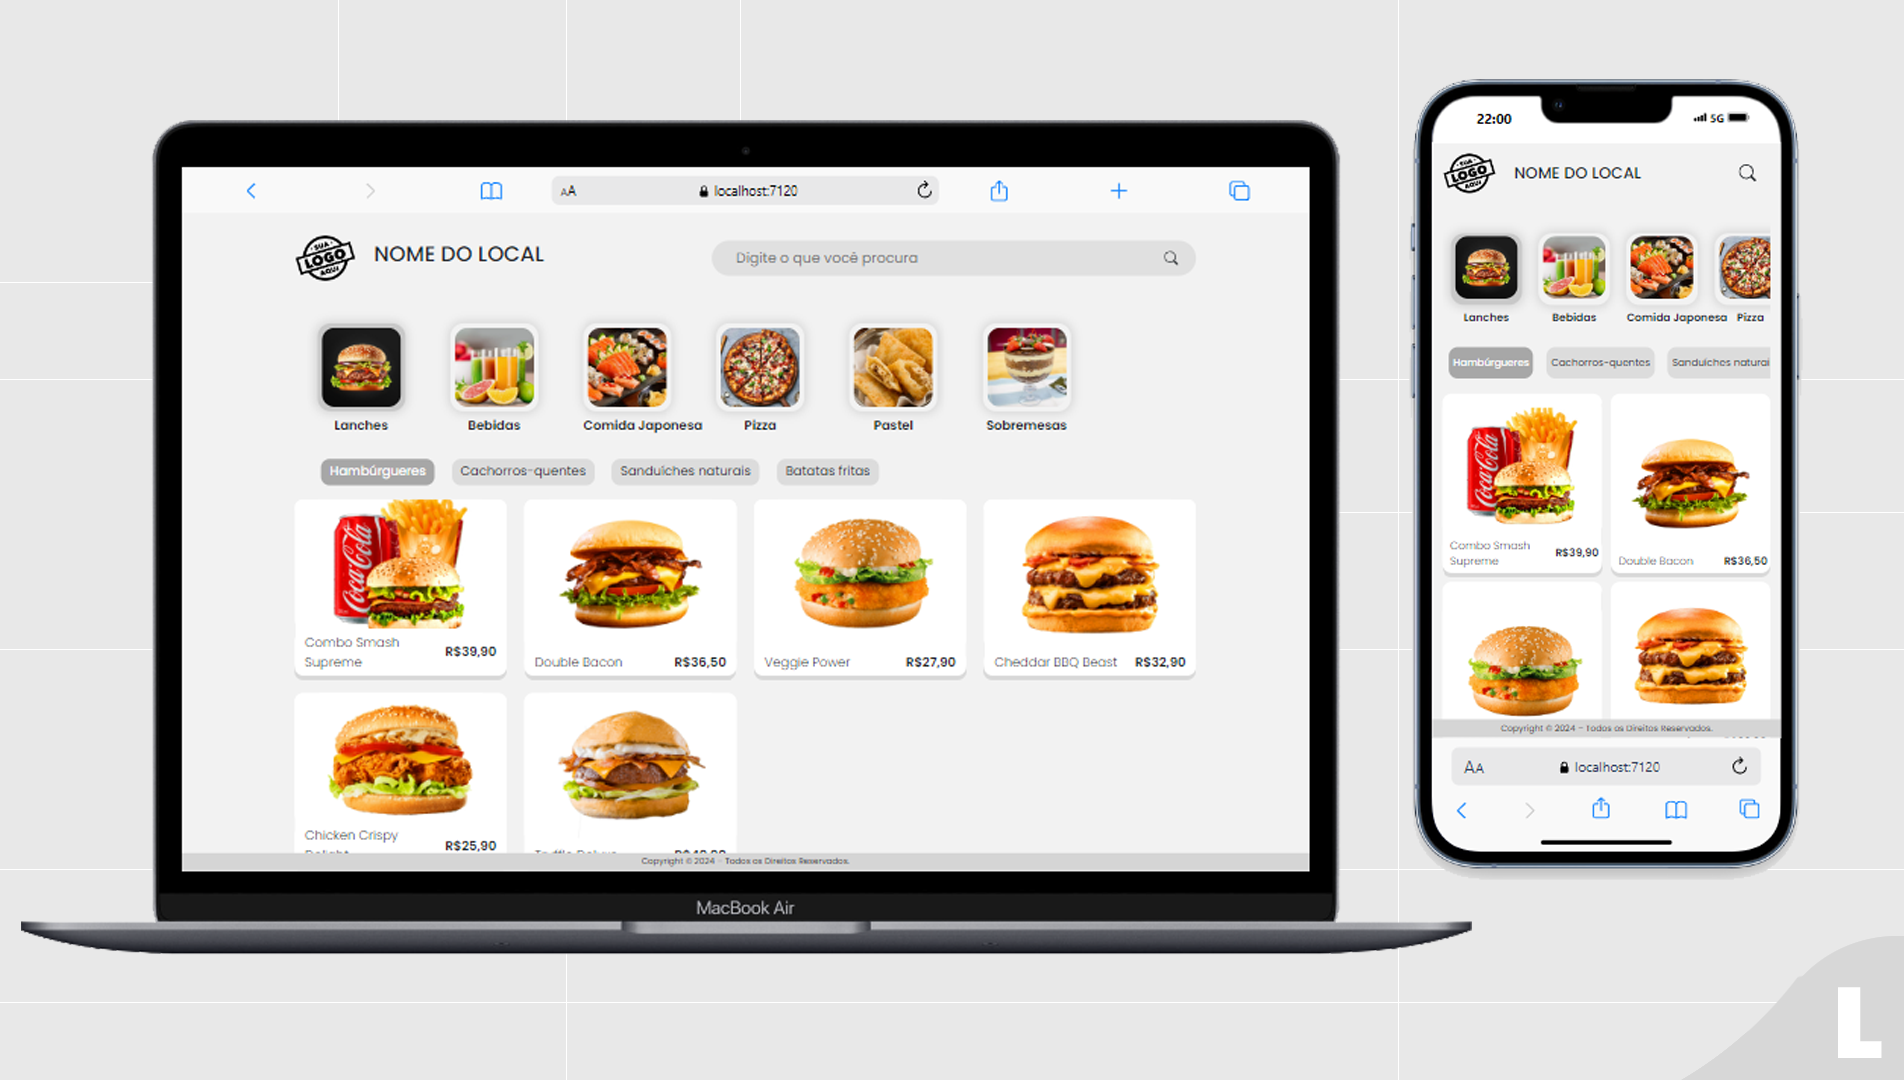 AA
localhost:7120
SUA
LOGO
AQUI
NOME DO LOCAL
Digite o que você procura
Lanches
Bebidas
Comida Japonesa
Pizza
Pastel
Sobremesas
Hambúrgueres
Cachorros-quentes
Sanduíches naturais
Batatas fritas
Coca-Cola
Combo Smash
Supreme
R$39,90
Double Bacon
R$36,50
Veggie Power
R$27,90
Cheddar BBQ Beast
R$32,90
Chicken Crispy
R$25,90
Copyright © 2024 - Todos os Direitos Reservados.
MacBook Air
22:00
5G
SUA
LOGO
AQUI
NOME DO LOCAL
Lanches
Bebidas
Comida Japonesa
Pizza
Hambúrgueres
Cachorros-quentes
Sanduíches naturai
Coca-Cola
Combo Smash
Supreme
R$39,90
Double Bacon
R$36,50
Copyright © 2024 - Todos os Direitos Reservados.
AA
localhost:7120
L